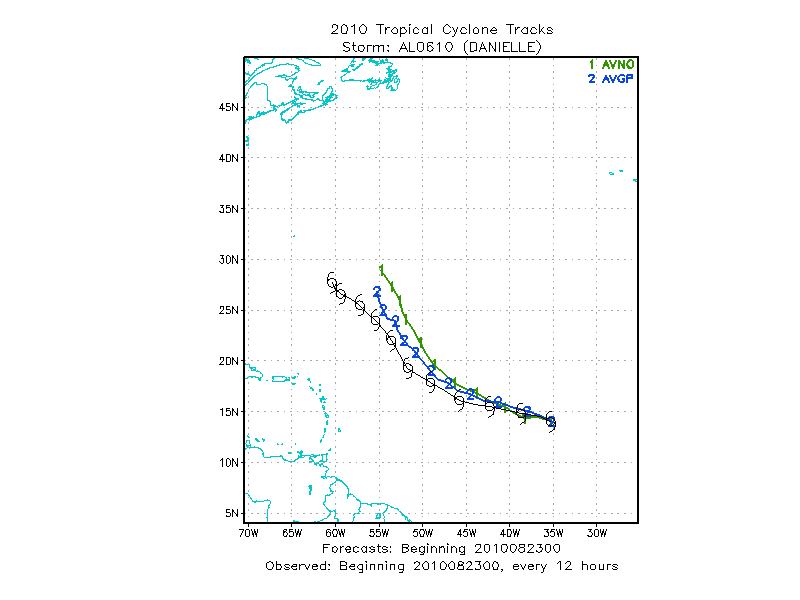 2010 Tropical Cyclone Tracks
Storm: AL0610 (DANIELLE)
1 AVNO
2 AVGP
45N
40N
35N
30N
25N
20N
15N
10N
5N
70W 65W 60W 55W 50W 45W 40W 35W 30W
Forecasts: Beginning 2010082300
Observed: Beginning 2010082300, every 12 hours